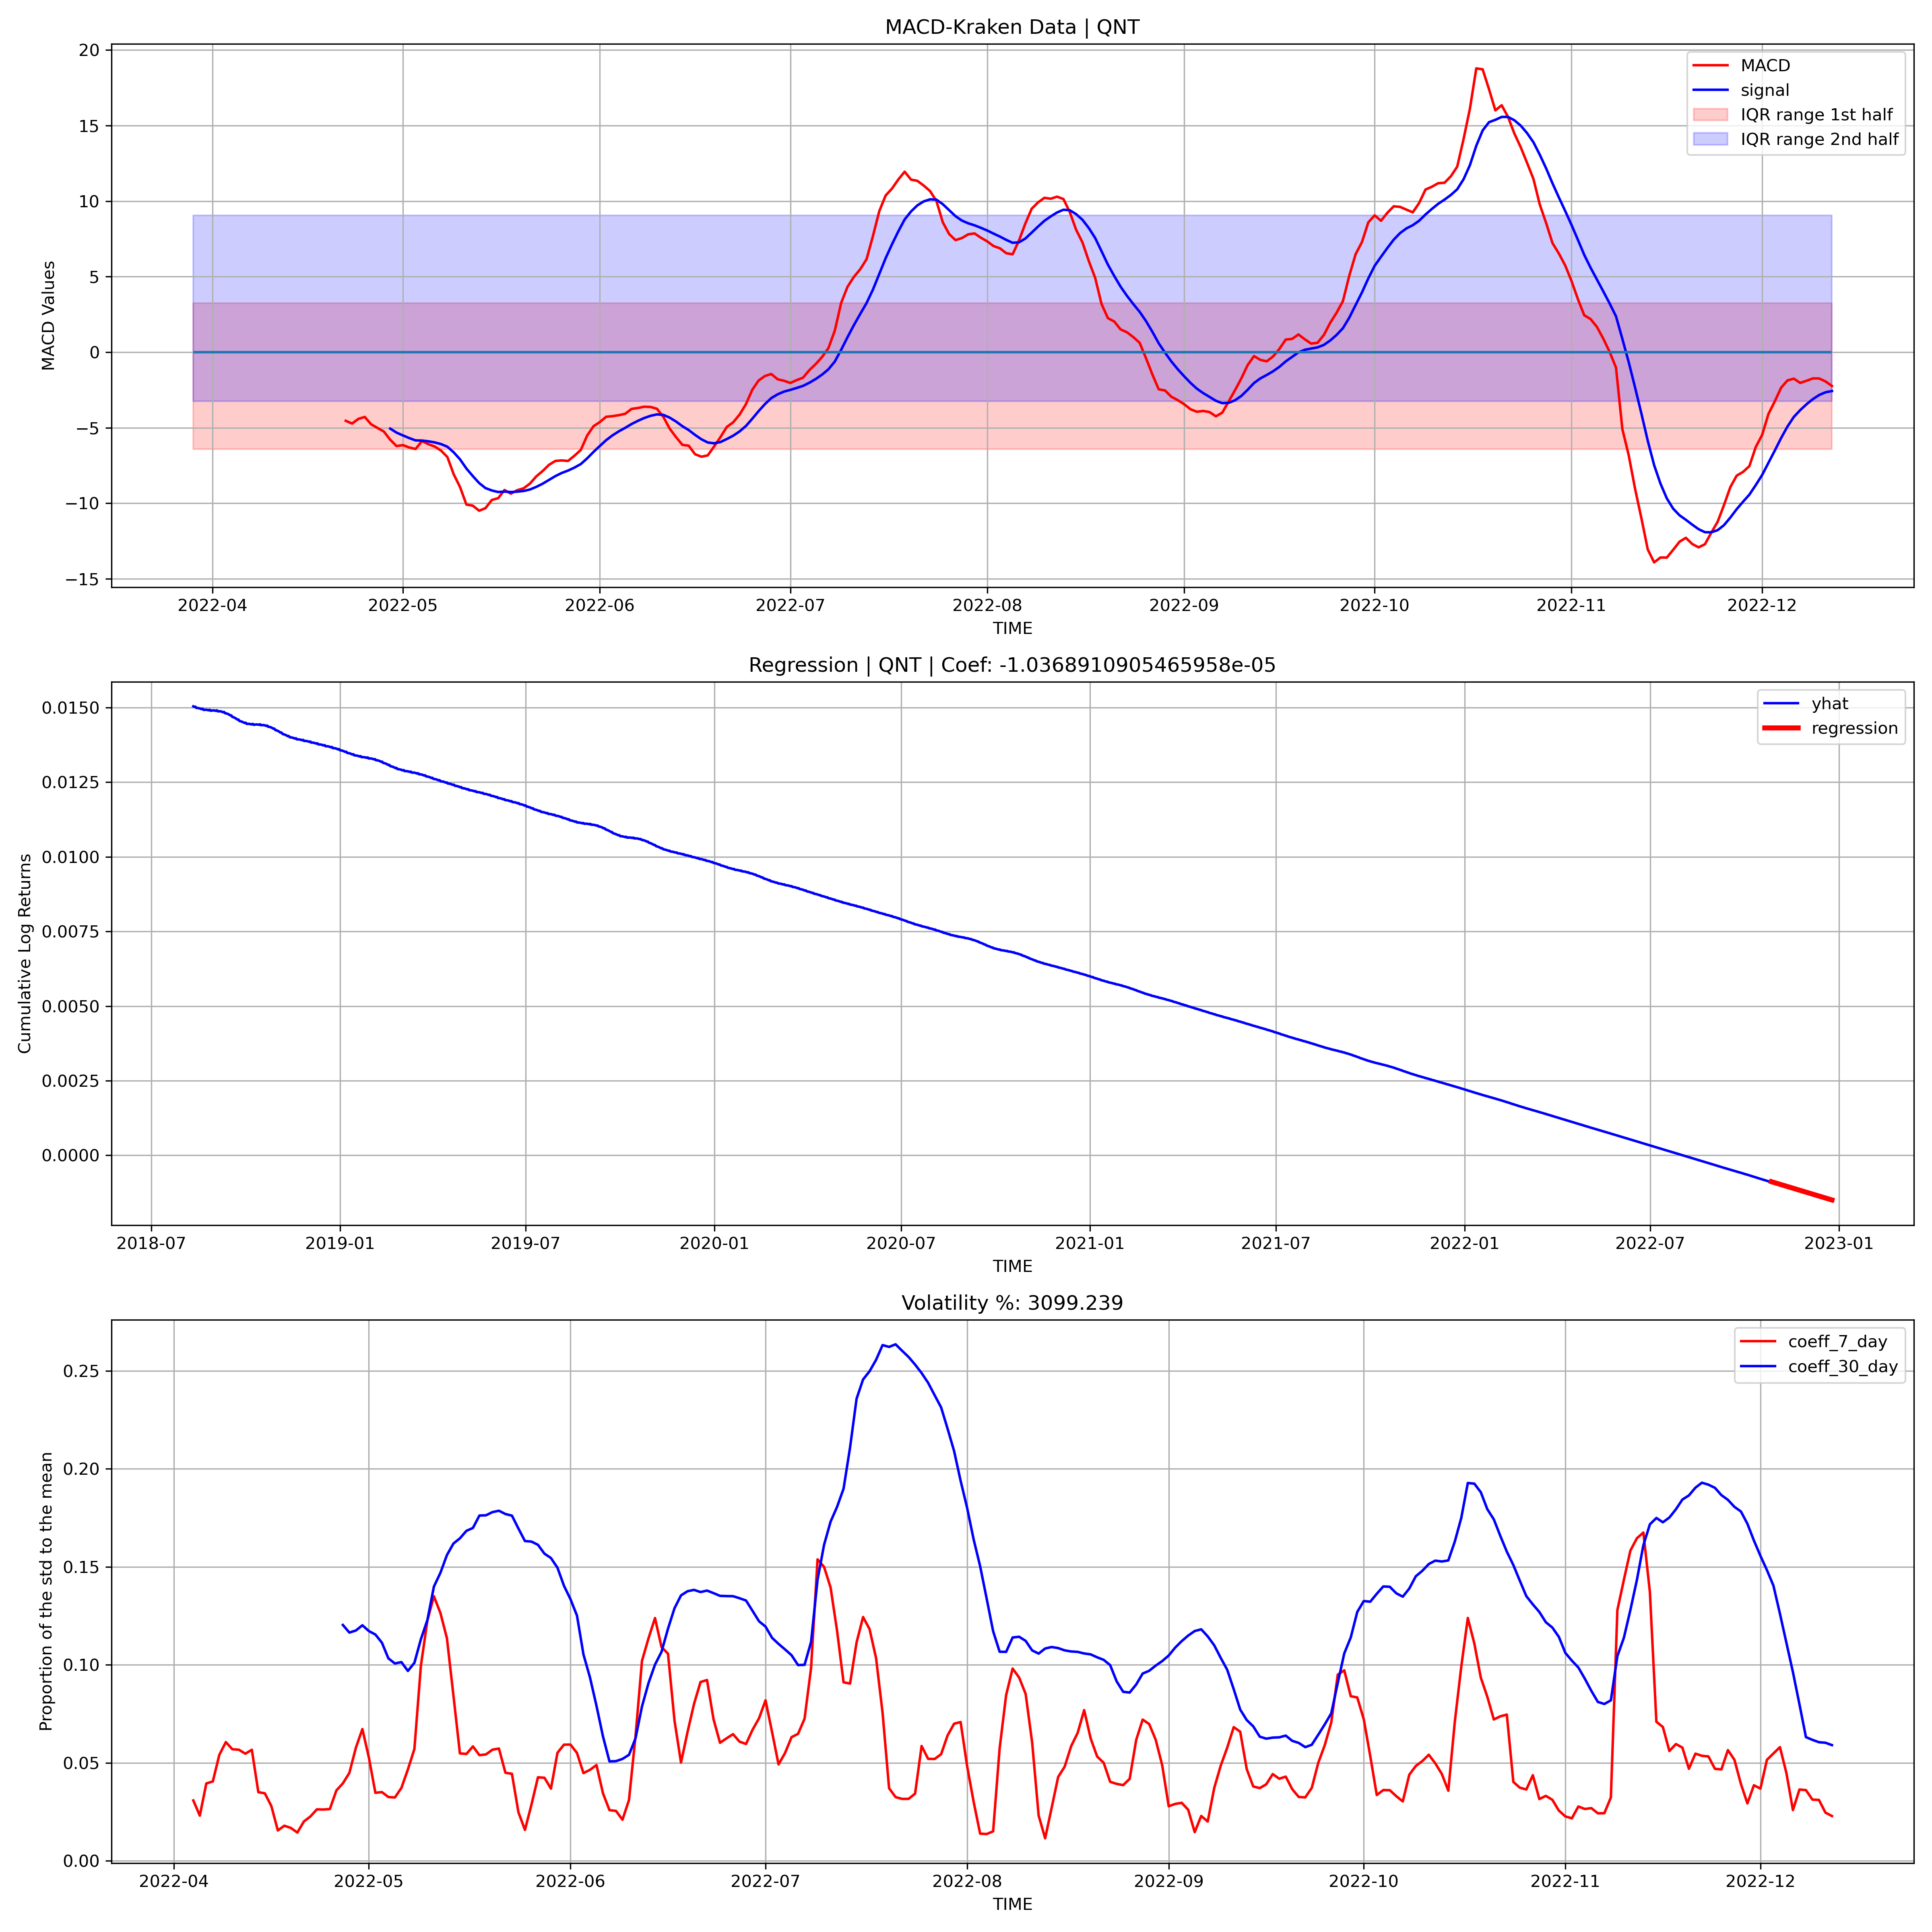 MACD-Kraken Data | QNT
MACD Values
20
15
10
5
0
−5
−10
−15
MACD
signal
IQR range 1st half
IQR range 2nd half
2022-04 2022-05 2022-06 2022-07 2022-08 2022-09 2022-10 2022-11 2022-12
TIME
Regression | QNT | Coef: -1.0368910905465958e-05
Cumulative Log Returns
0.0150
0.0125
0.0100
0.0075
0.0050
0.0025
0.0000
yhat
regression
2018-07 2019-01 2019-07 2020-01 2020-07 2021-01 2021-07 2022-01 2022-07 2023-01
TIME
Volatility %: 3099.239
Proportion of the std to the mean
0.25
0.20
0.15
0.10
0.05
0.00
coeff_7_day
coeff_30_day
2022-04 2022-05 2022-06 2022-07 2022-08 2022-09 2022-10 2022-11 2022-12
TIME